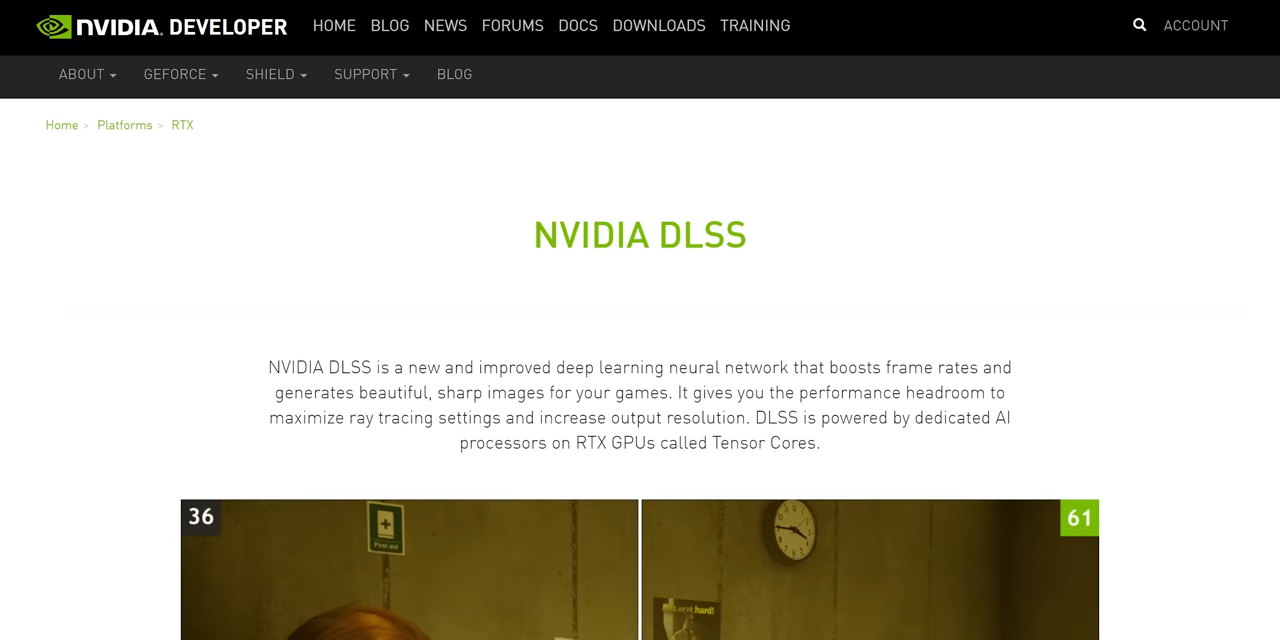 NVIDIA. DEVELOPER HOME BLOG NEWS FORUMS DOCS DOWNLOADS TRAINING ACCOUNT
ABOUT GEFORCE SHIELD SUPPORT BLOG
Home > Platforms > RTX
NVIDIA DLSS
NVIDIA DLSS is a new and improved deep learning neural network that boosts frame rates and
generates beautiful, sharp images for your games. It gives you the performance headroom to
maximize ray tracing settings and increase output resolution. DLSS is powered by dedicated AI
processors on RTX GPUs called Tensor Cores.
36
61
First aid
work hard!